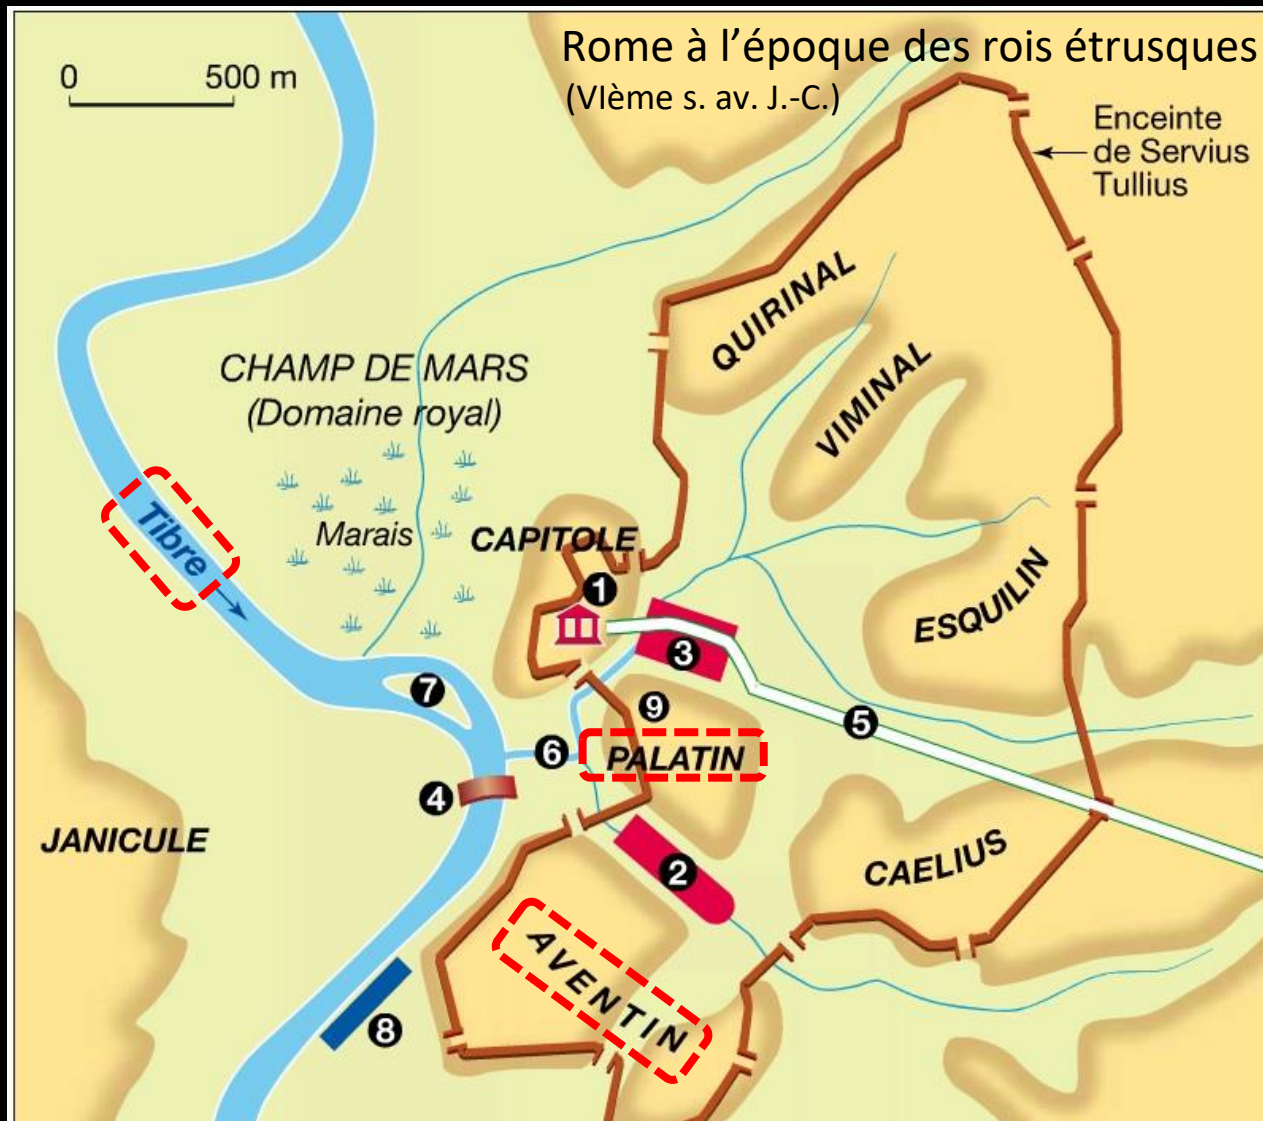 Rome à l’époque des rois étrusques
(VIème s. av. J.-C.)
0 500 m
Enceinte
de Servius
Tullius
QUIRINAL
VIMINAL
CHAMP DE MARS
(Domaine royal)
Tibre
Marais
CAPITOLE
1
ESQUILIN
3
7
9
5
6
PALATIN
4
JANICULE
2
CAELIUS
AVENTIN
8